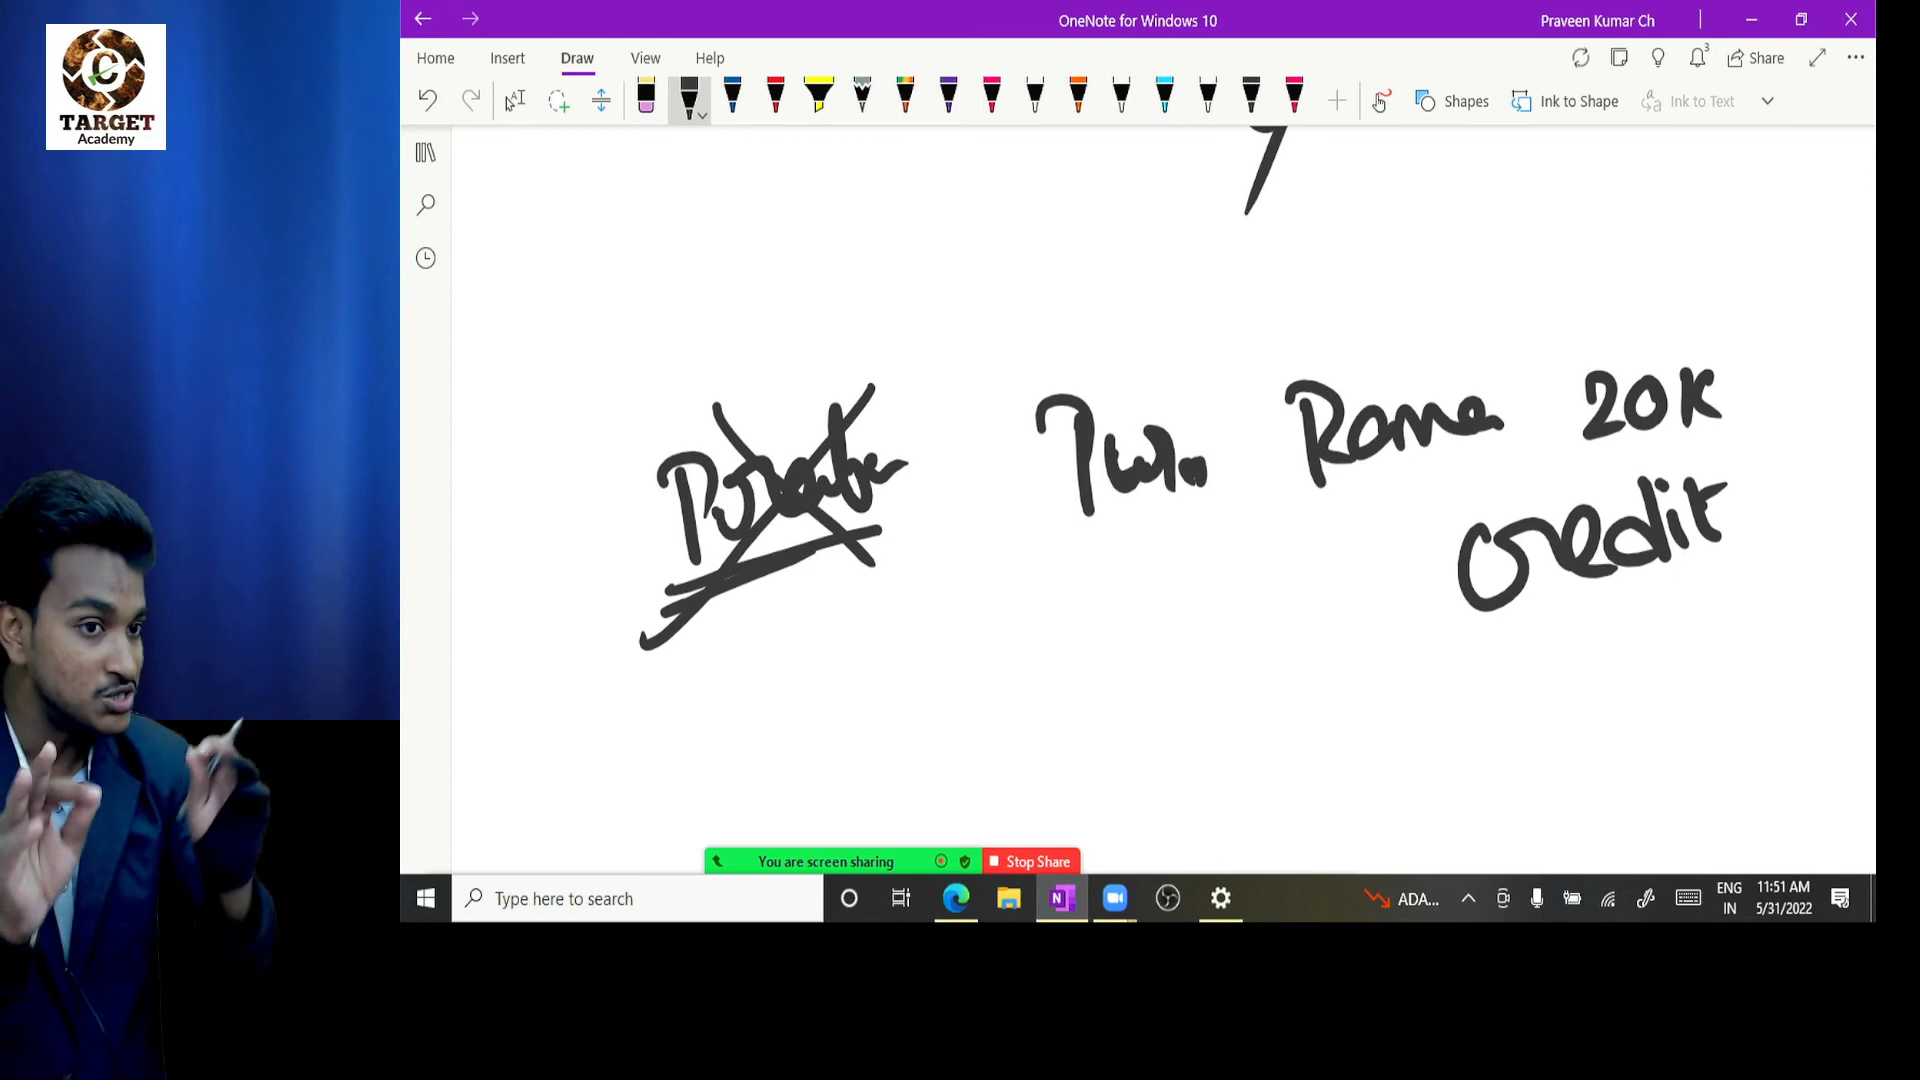 TARGET
Academy
OneNote for Windows 10
Praveen Kumar Ch
Home Insert Draw View Help
3
Share
Shapes
Ink to Shape
Ink to Text
Rama 20K
Credit
You are screen sharing
Stop Share
Type here to search
ADA...
ENG
IN
11:51 AM
5/31/2022